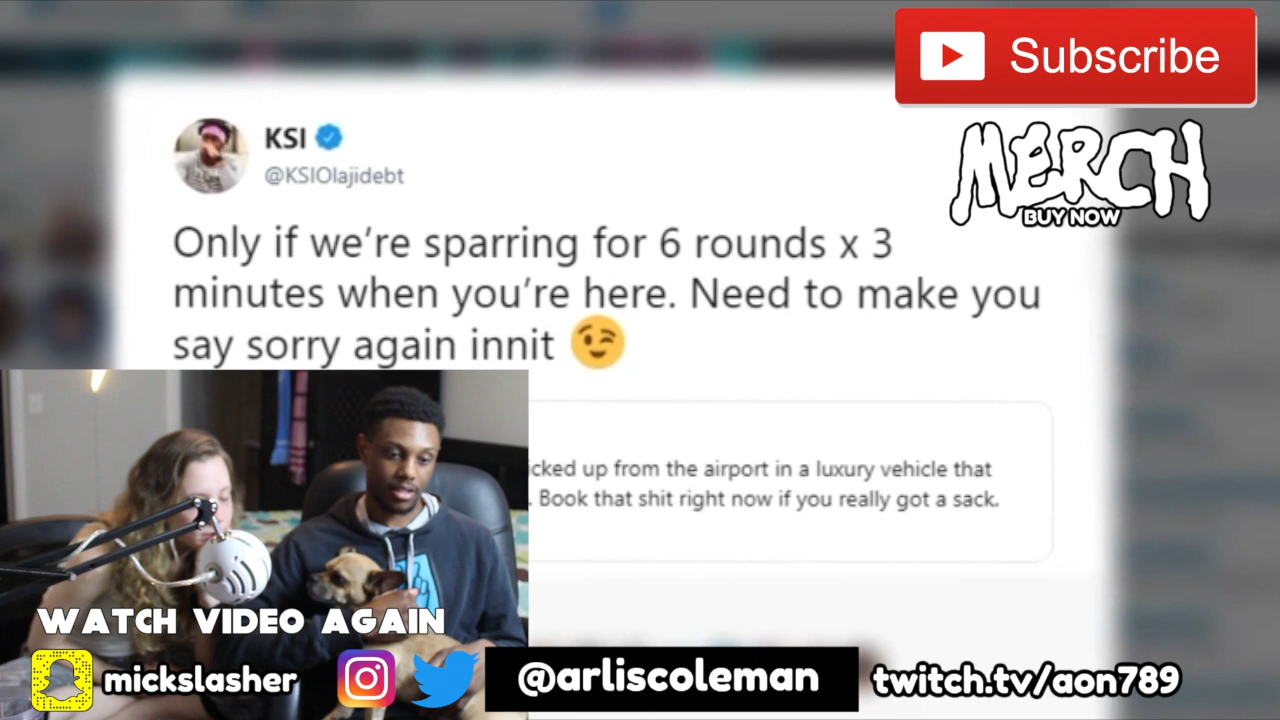 Subscribe
MERCH
BUY NOW
KSI
@KSIOlajidebt
Only if we're sparring for 6 rounds x 3
minutes when you're here. Need to make you
say sorry again innit 😉
up from the airport in a luxury vehicle that
. Book that shit right now if you really got a sack.
WATCH VIDEO AGAIN
mickslasher
@arliscoleman
twitch.tv/aon789